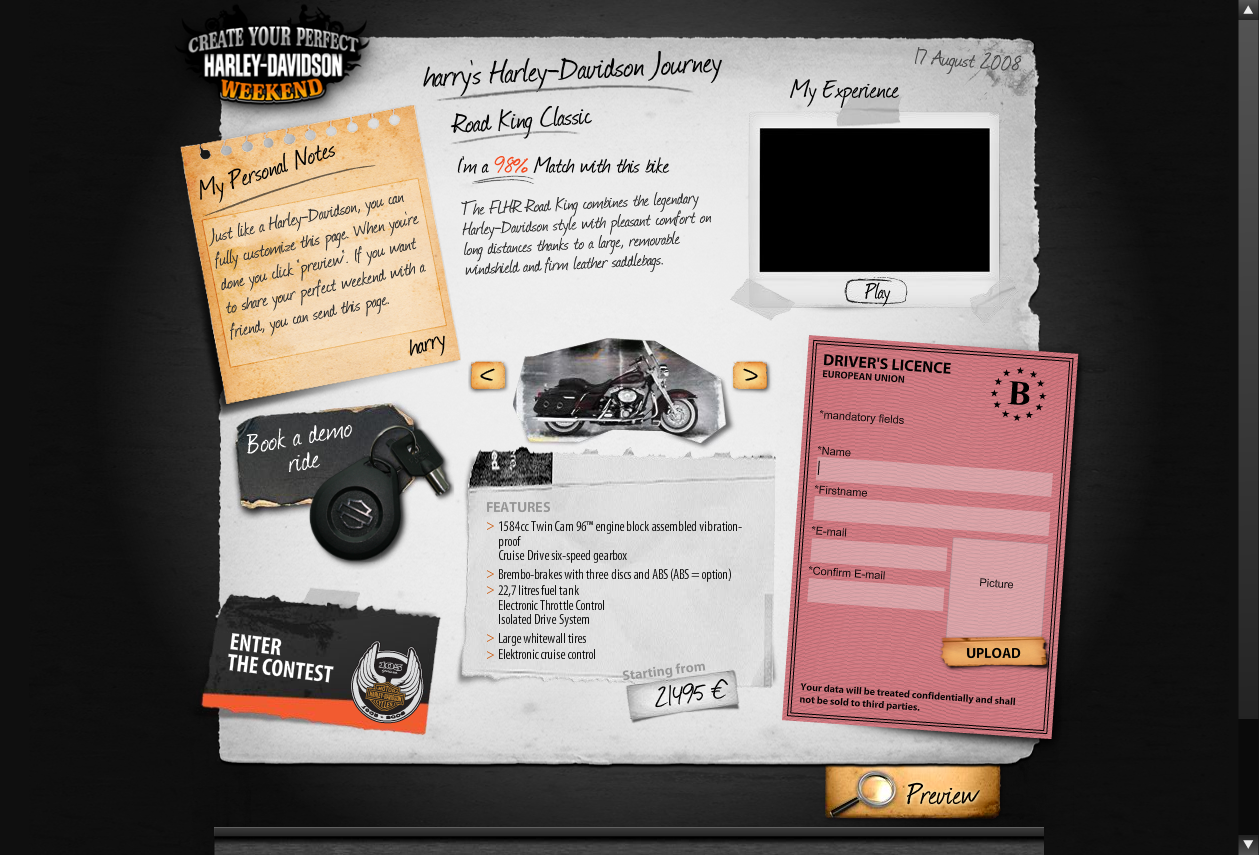 CREATE YOUR PERFECT
HARLEY-DAVIDSON
WEEKEND
harry's Harley-Davidson Journey
17 August 2008
My Experience
Road King Classic
I'm a 98% Match with this bike
The FLHR Road King combines the legendary
Harley-Davidson style with pleasant comfort on
long distances thanks to a large, removable
windshield and firm leather saddlebags.
My Personal Notes
Just like a Harley-Davidson, you can
fully customize this page. When you're
done you click 'preview'. If you want
to share your perfect weekend with a
friend, you can send this page.
harry
Play
<
>
Book a demo
ride
DRIVER'S LICENCE
EUROPEAN UNION
B
*mandatory fields
*Name
*Firstname
*E-mail
*Confirm E-mail
Picture
UPLOAD
Your data will be treated confidentially and shall
not be sold to third parties.
FEATURES
> 1584cc Twin Cam 96™ engine block assembled vibration-
proof
Cruise Drive six-speed gearbox
> Brembo-brakes with three discs and ABS (ABS = option)
> 22,7 litres fuel tank
Electronic Throttle Control
Isolated Drive System
> Large whitewall tires
> Elektronic cruise control
Starting from
21495 €
ENTER
THE CONTEST
105
MOTOR
HARLEY-DAVIDSON
CYCLES
1903 - 2008
Preview